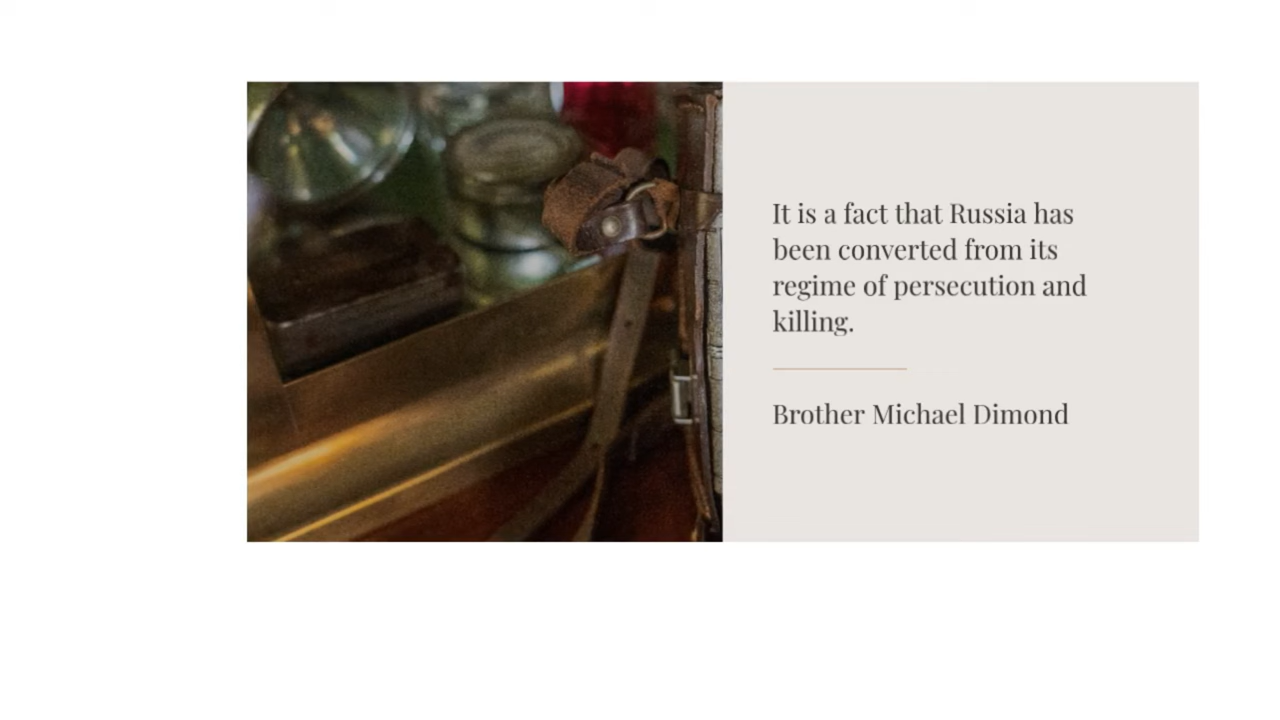 It is a fact that Russia has
been converted from its
regime of persecution and
killing.
Brother Michael Dimond